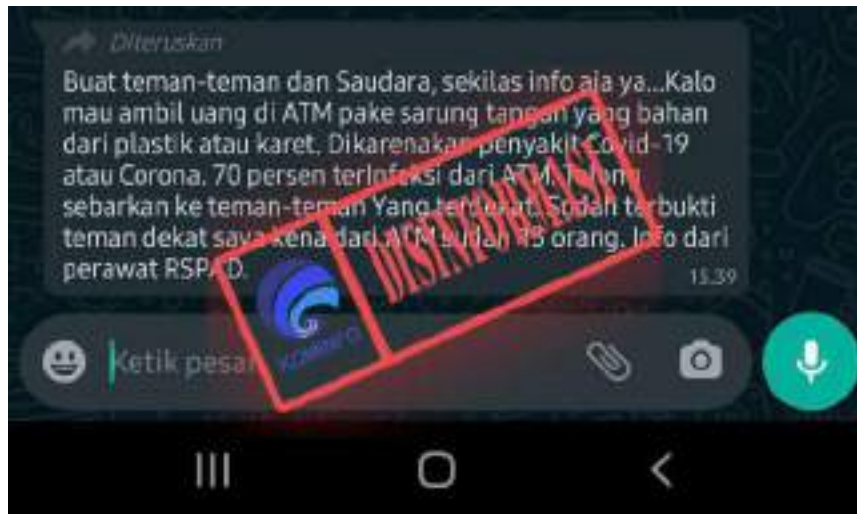 Diteruskan
Buat teman-teman dan Saudara, sekilas info aja ya...Kalo
mau ambil uang di ATM pake sarung tangan yang bahan
dari plastik atau karet. Dikarenakan penyakit Covid-19
atau Corona. 70 persen terinfeksi dari ATM. Tolong
sebarkan ke teman-teman Yang terdekat. Sudah terbukti
teman dekat saya kena dari ATM sudah 15 orang. Info dari
perawat RSPAD.
15.39
DISINFORMASI
KOMINFO
Ketik pesan